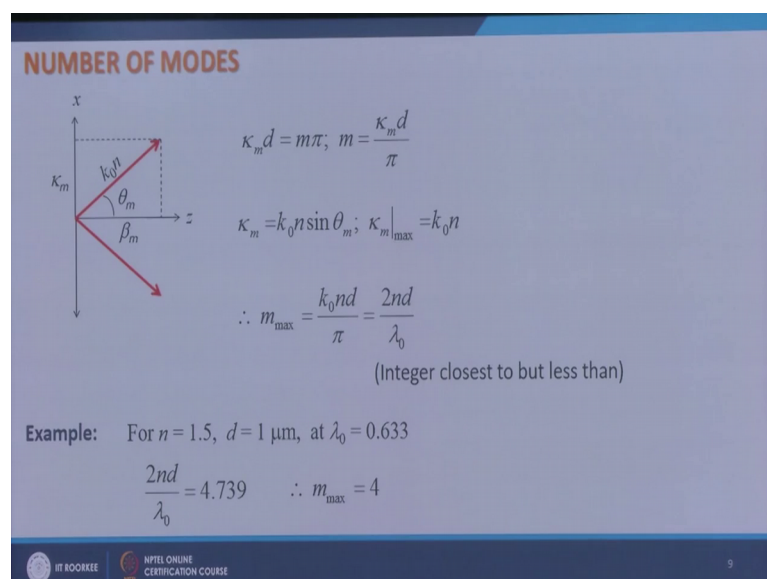 NUMBER OF MODES
x
κₘd = mπ; m = κₘd / π
κₘ
k₀n
θₘ
z
βₘ
κₘ = k₀n sin θₘ; κₘ|max = k₀n
∴ mmax = k₀nd / π = 2nd / λ₀
(Integer closest to but less than)
Example: For n = 1.5, d = 1 μm, at λ₀ = 0.633
2nd / λ₀ = 4.739 ∴ mmax = 4
IIT ROORKEE
NPTEL ONLINE
CERTIFICATION COURSE
9